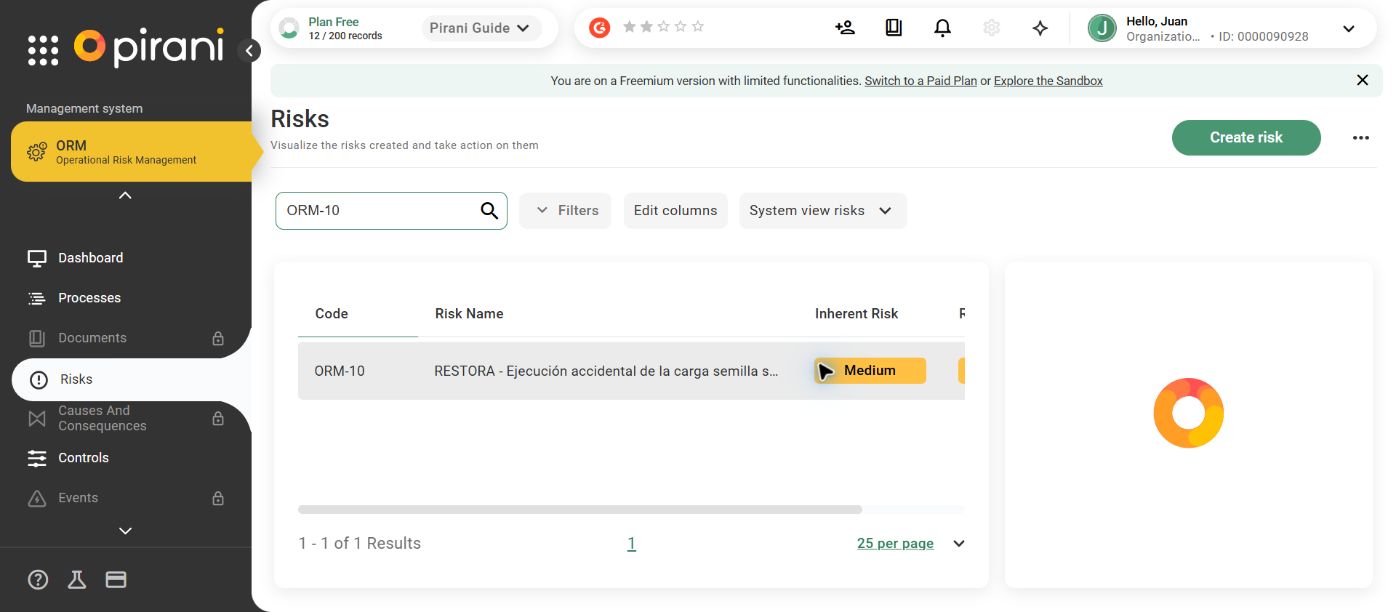 pirani
Plan Free
12 / 200 records
Pirani Guide
G
Hello, Juan
Organizatio... • ID: 0000090928
J
You are on a Freemium version with limited functionalities. Switch to a Paid Plan or Explore the Sandbox
Management system
ORM
Operational Risk Management
Dashboard
Processes
Documents
Risks
Causes And
Consequences
Controls
Events
Risks
Visualize the risks created and take action on them
Create risk
ORM-10
Filters
Edit columns
System view risks
Code
Risk Name
Inherent Risk
R
ORM-10
RESTORA - Ejecución accidental de la carga semilla s...
Medium
1 - 1 of 1 Results
1
25 per page